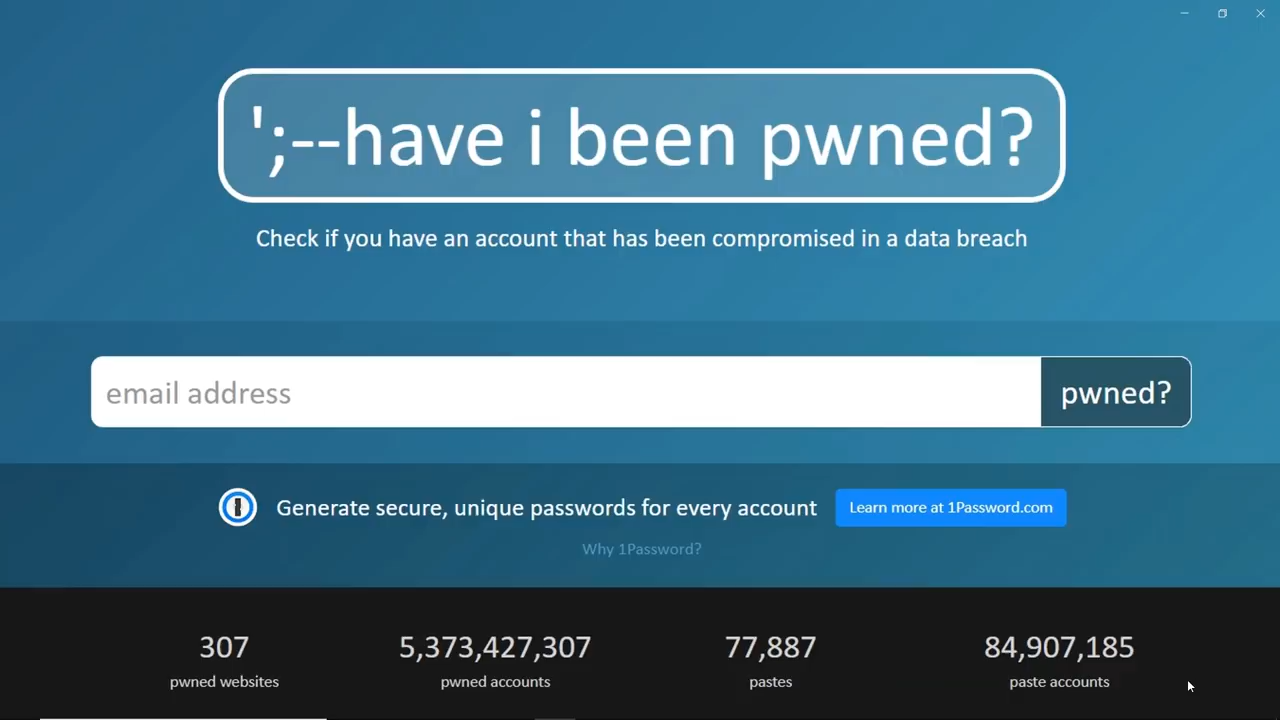 ';--have i been pwned?
Check if you have an account that has been compromised in a data breach
email address
pwned?
Generate secure, unique passwords for every account
Learn more at 1Password.com
Why 1Password?
307
5,373,427,307
77,887
84,907,185
pwned websites
pwned accounts
pastes
paste accounts